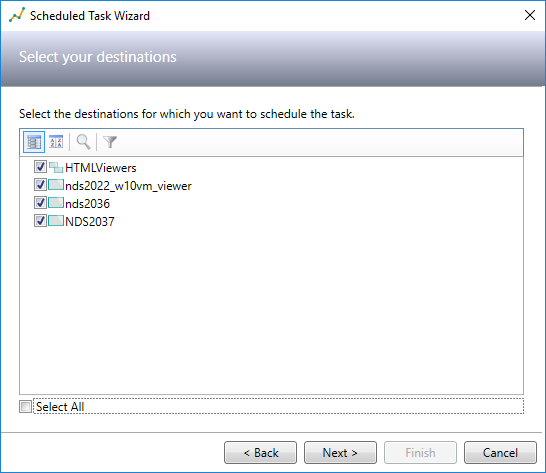 Scheduled Task Wizard
Select your destinations
Select the destinations for which you want to schedule the task.
HTMLViewers
nds2022_w10vm_viewer
nds2036
NDS2037
Select All
< Back
Next >
Finish
Cancel